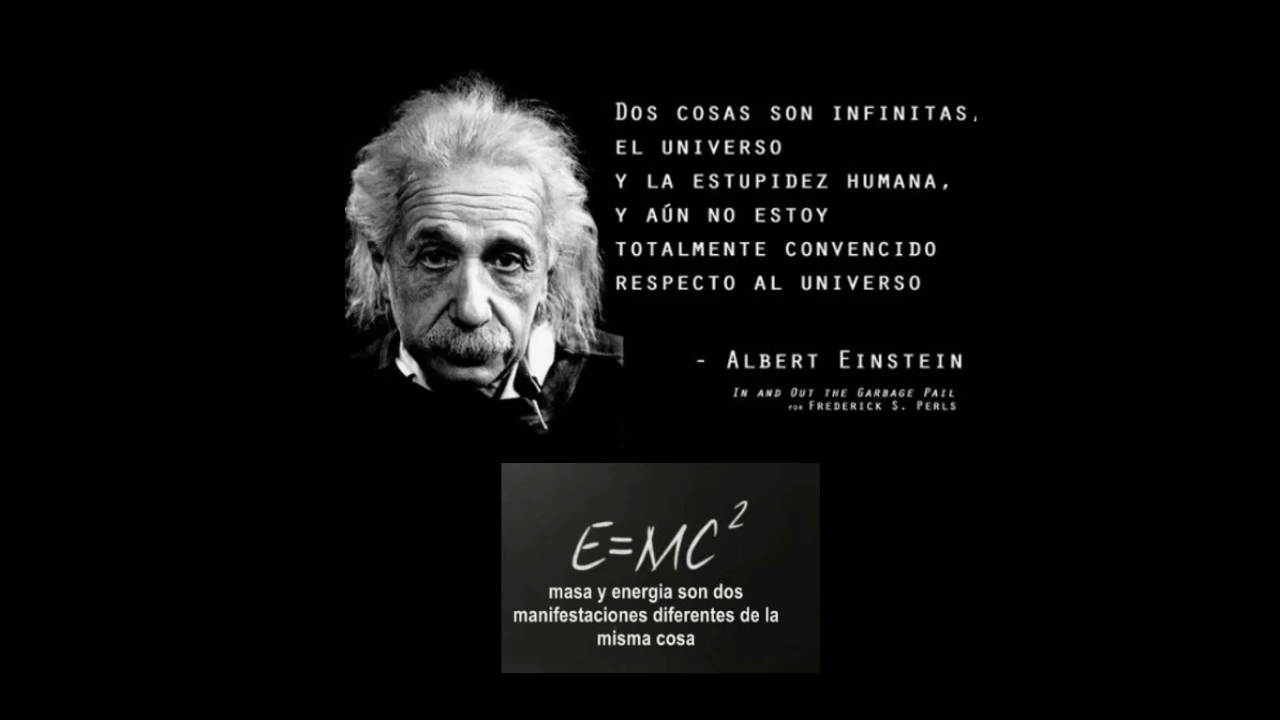 DOS COSAS SON INFINITAS,
EL UNIVERSO
Y LA ESTUPIDEZ HUMANA,
Y AÚN NO ESTOY
TOTALMENTE CONVENCIDO
RESPECTO AL UNIVERSO
- ALBERT EINSTEIN
IN AND OUT THE GARBAGE PAIL
POR FREDERICK S. PERLS
E=MC²
masa y energia son dos
manifestaciones diferentes de la
misma cosa